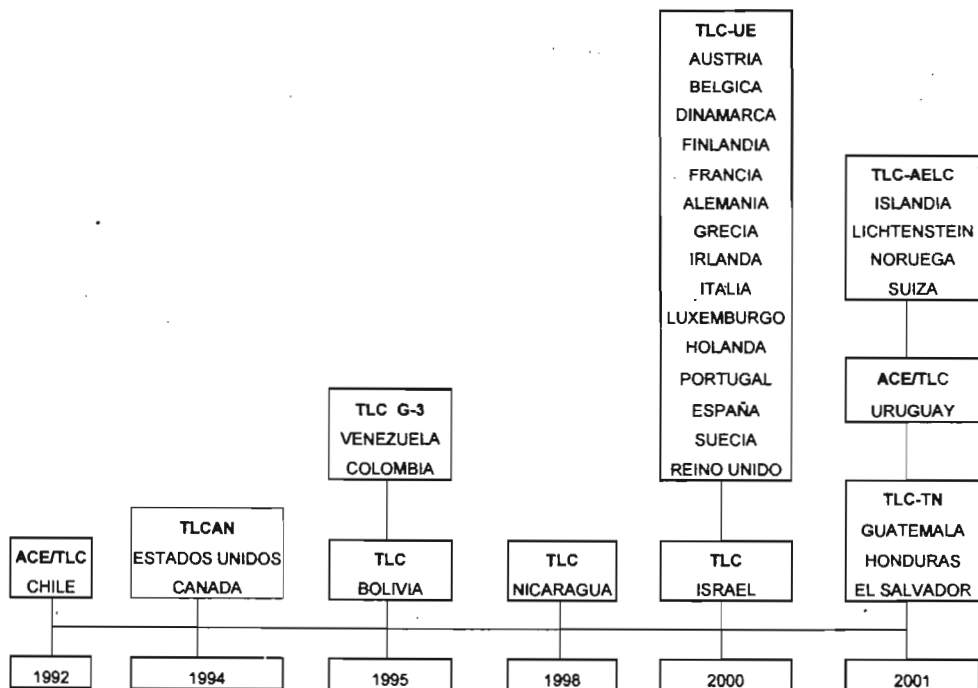 TLC-UE
AUSTRIA
BELGICA
DINAMARCA
FINLANDIA
FRANCIA
ALEMANIA
GRECIA
IRLANDA
ITALIA
LUXEMBURGO
HOLANDA
PORTUGAL
ESPAÑA
SUECIA
REINO UNIDO
TLC-AELC
ISLANDIA
LICHTENSTEIN
NORUEGA
SUIZA
TLC G-3
VENEZUELA
COLOMBIA
ACE/TLC
URUGUAY
ACE/TLC
CHILE
TLCAN
ESTADOS UNIDOS
CANADA
TLC
BOLIVIA
TLC
NICARAGUA
TLC
ISRAEL
TLC-TN
GUATEMALA
HONDURAS
EL SALVADOR
1992
1994
1995
1998
2000
2001